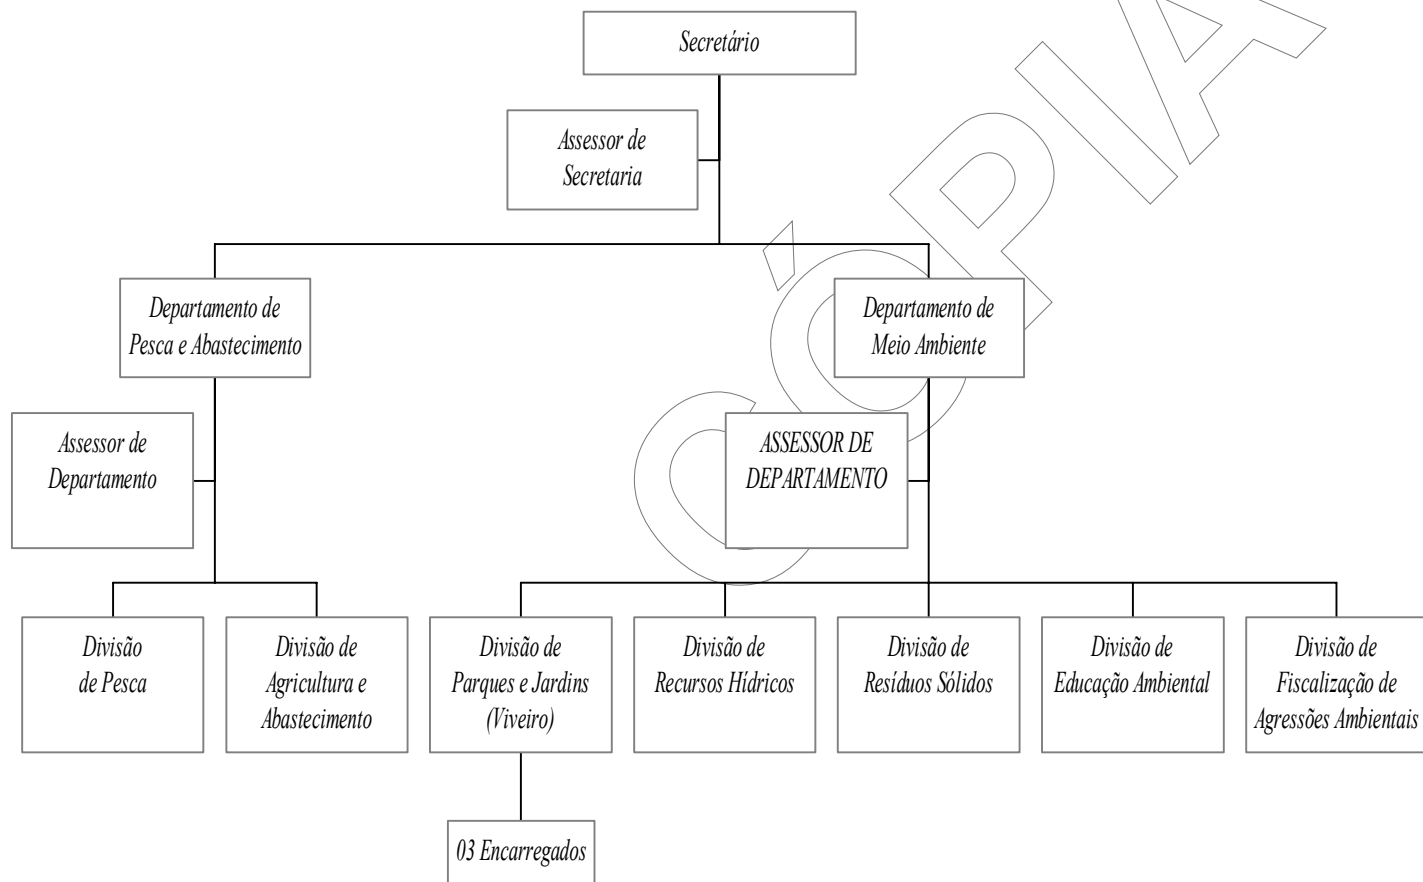 Secretário
Assessor de
Secretaria
Departamento de
Pesca e Abastecimento
Departamento de
Meio Ambiente
Assessor de
Departamento
ASSESSOR DE
DEPARTAMENTO
Divisão
de Pesca
Divisão de
Agricultura e
Abastecimento
Divisão de
Parques e Jardins
(Viveiro)
Divisão de
Recursos Hídricos
Divisão de
Resíduos Sólidos
Divisão de
Educação Ambiental
Divisão de
Fiscalização de
Agressões Ambientais
03 Encarregados
CÓPIA